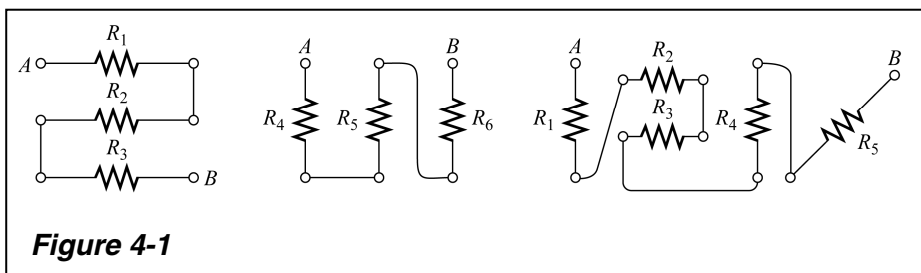 A R1
R2
R3 B
A B
R4 R5 R6
A B
R2
R1 R3 R4 R5
Figure 4-1